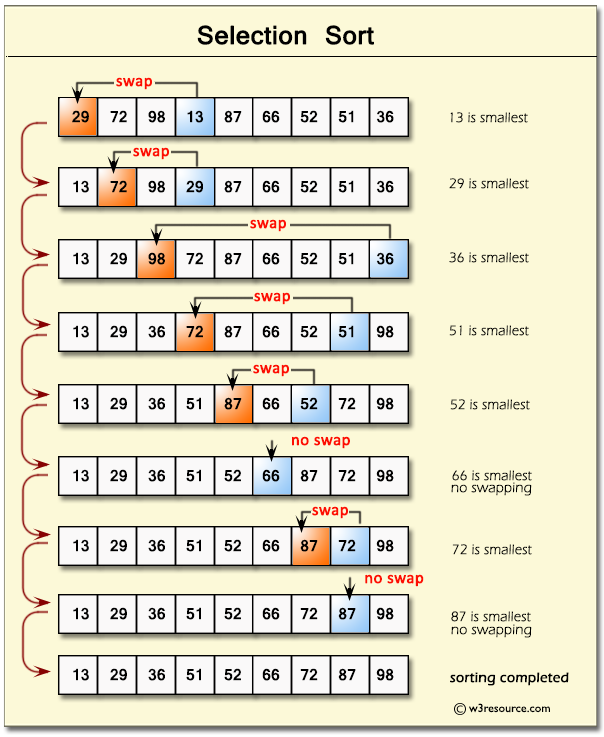 Selection Sort
swap
29 72 98 13 87 66 52 51 36
13 is smallest
swap
13 72 98 29 87 66 52 51 36
29 is smallest
swap
13 29 98 72 87 66 52 51 36
36 is smallest
swap
13 29 36 72 87 66 52 51 98
51 is smallest
swap
13 29 36 51 87 66 52 72 98
52 is smallest
no swap
13 29 36 51 52 66 87 72 98
66 is smallest
no swapping
swap
13 29 36 51 52 66 87 72 98
72 is smallest
no swap
13 29 36 51 52 66 72 87 98
87 is smallest
no swapping
13 29 36 51 52 66 72 87 98
sorting completed
© w3resource.com